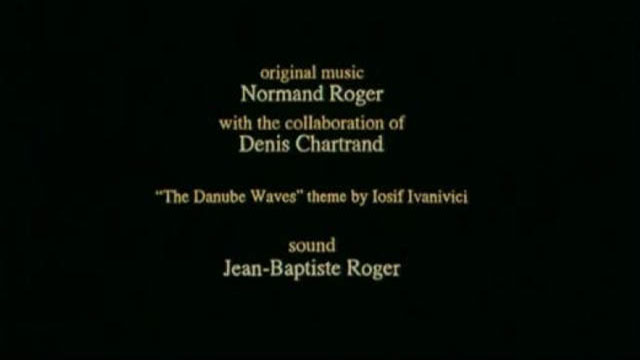 original music
Normand Roger
with the collaboration of
Denis Chartrand
"The Danube Waves" theme by Iosif Ivanivici
sound
Jean-Baptiste Roger